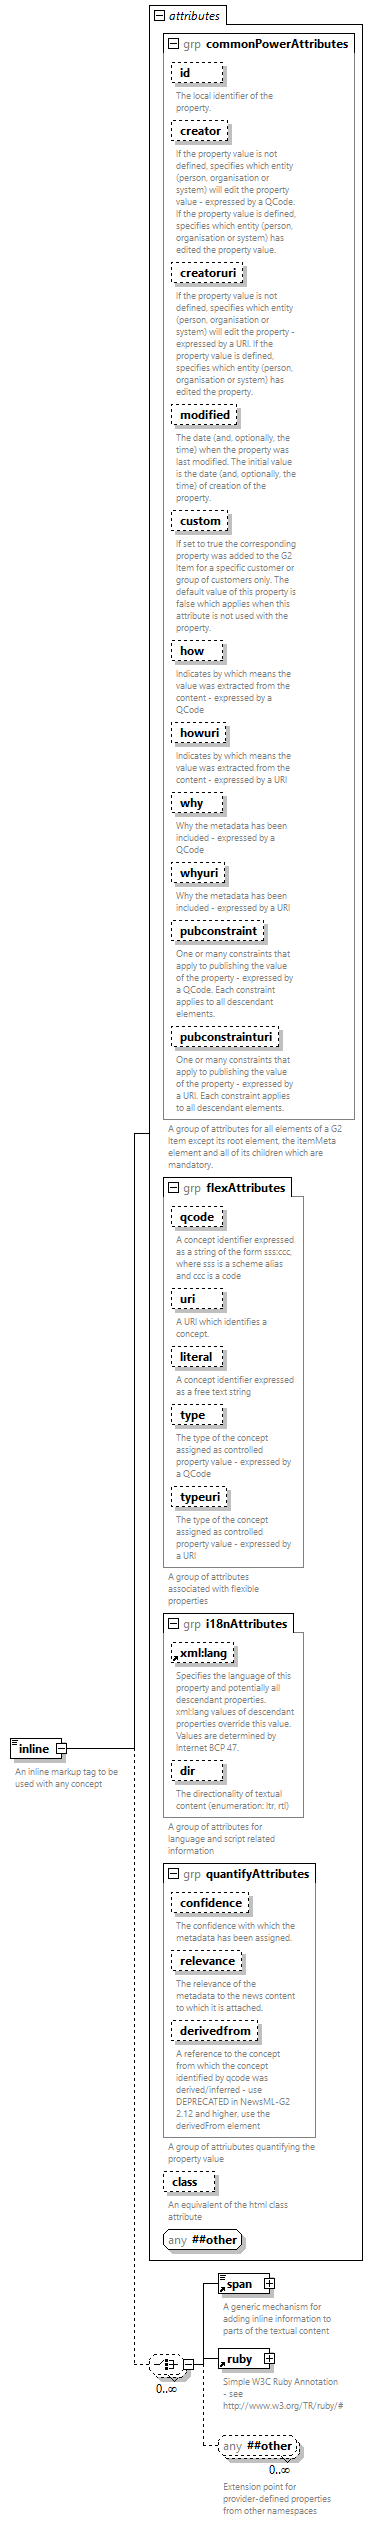 attributes
grp commonPowerAttributes
id
The local identifier of the
property.
creator
If the property value is not
defined, specifies which entity
(person, organisation or
system) will edit the property
value - expressed by a QCode.
If the property value is defined,
specifies which entity (person,
organisation or system) has
edited the property value.
creatoruri
If the property value is not
defined, specifies which entity
(person, organisation or
system) will edit the property -
expressed by a URI. If the
property value is defined,
specifies which entity (person,
organisation or system) has
edited the property.
modified
The date (and, optionally, the
time) when the property was
last modified. The initial value
is the date (and, optionally, the
time) of creation of the
property.
custom
If set to true the corresponding
property was added to the G2
Item for a specific customer or
group of customers only. The
default value of this property is
false which applies when this
attribute is not used with the
property.
how
Indicates by which means the
value was extracted from the
content - expressed by a
QCode
howuri
Indicates by which means the
value was extracted from the
content - expressed by a URI
why
Why the metadata has been
included - expressed by a
QCode
whyuri
Why the metadata has been
included - expressed by a URI
pubconstraint
One or many constraints that
apply to publishing the value
of the property - expressed by
a QCode. Each constraint
applies to all descendant
elements.
pubconstrainturi
One or many constraints that
apply to publishing the value
of the property - expressed by
a URI. Each constraint applies
to all descendant elements.
A group of attributes for all elements of a G2
Item except its root element, the itemMeta
element and all of its children which are
mandatory.
grp flexAttributes
qcode
A concept identifier expressed
as a string of the form sss:ccc,
where sss is a scheme alias
and ccc is a code
uri
A URI which identifies a
concept.
literal
A concept identifier expressed
as a free text string
type
The type of the concept
assigned as controlled
property value - expressed by
a QCode
typeuri
The type of the concept
assigned as controlled
property value - expressed by
a URI
A group of attributes
associated with flexible
properties
grp i18nAttributes
xml:lang
Specifies the language of this
property and potentially all
descendant properties.
xml:lang values of descendant
properties override this value.
Values are determined by
Internet BCP 47.
inline
An inline markup tag to be
used with any concept
dir
The directionality of textual
content (enumeration: ltr, rtl)
A group of attributes for
language and script related
information
grp quantifyAttributes
confidence
The confidence with which the
metadata has been assigned.
relevance
The relevance of the
metadata to the news content
to which it is attached.
derivedfrom
A reference to the concept
from which the concept
identified by qcode was
derived/inferred - use
DEPRECATED in NewsML-G2
2.12 and higher, use the
derivedFrom element
A group of attriubutes quantifying the
property value
class
An equivalent of the html class
attribute
any ##other
span
A generic mechanism for
adding inline information to
parts of the textual content
0..∞
ruby
Simple W3C Ruby Annotation
- see
http://www.w3.org/TR/ruby/#
any ##other
0..∞
Extension point for
provider-defined properties
from other namespaces